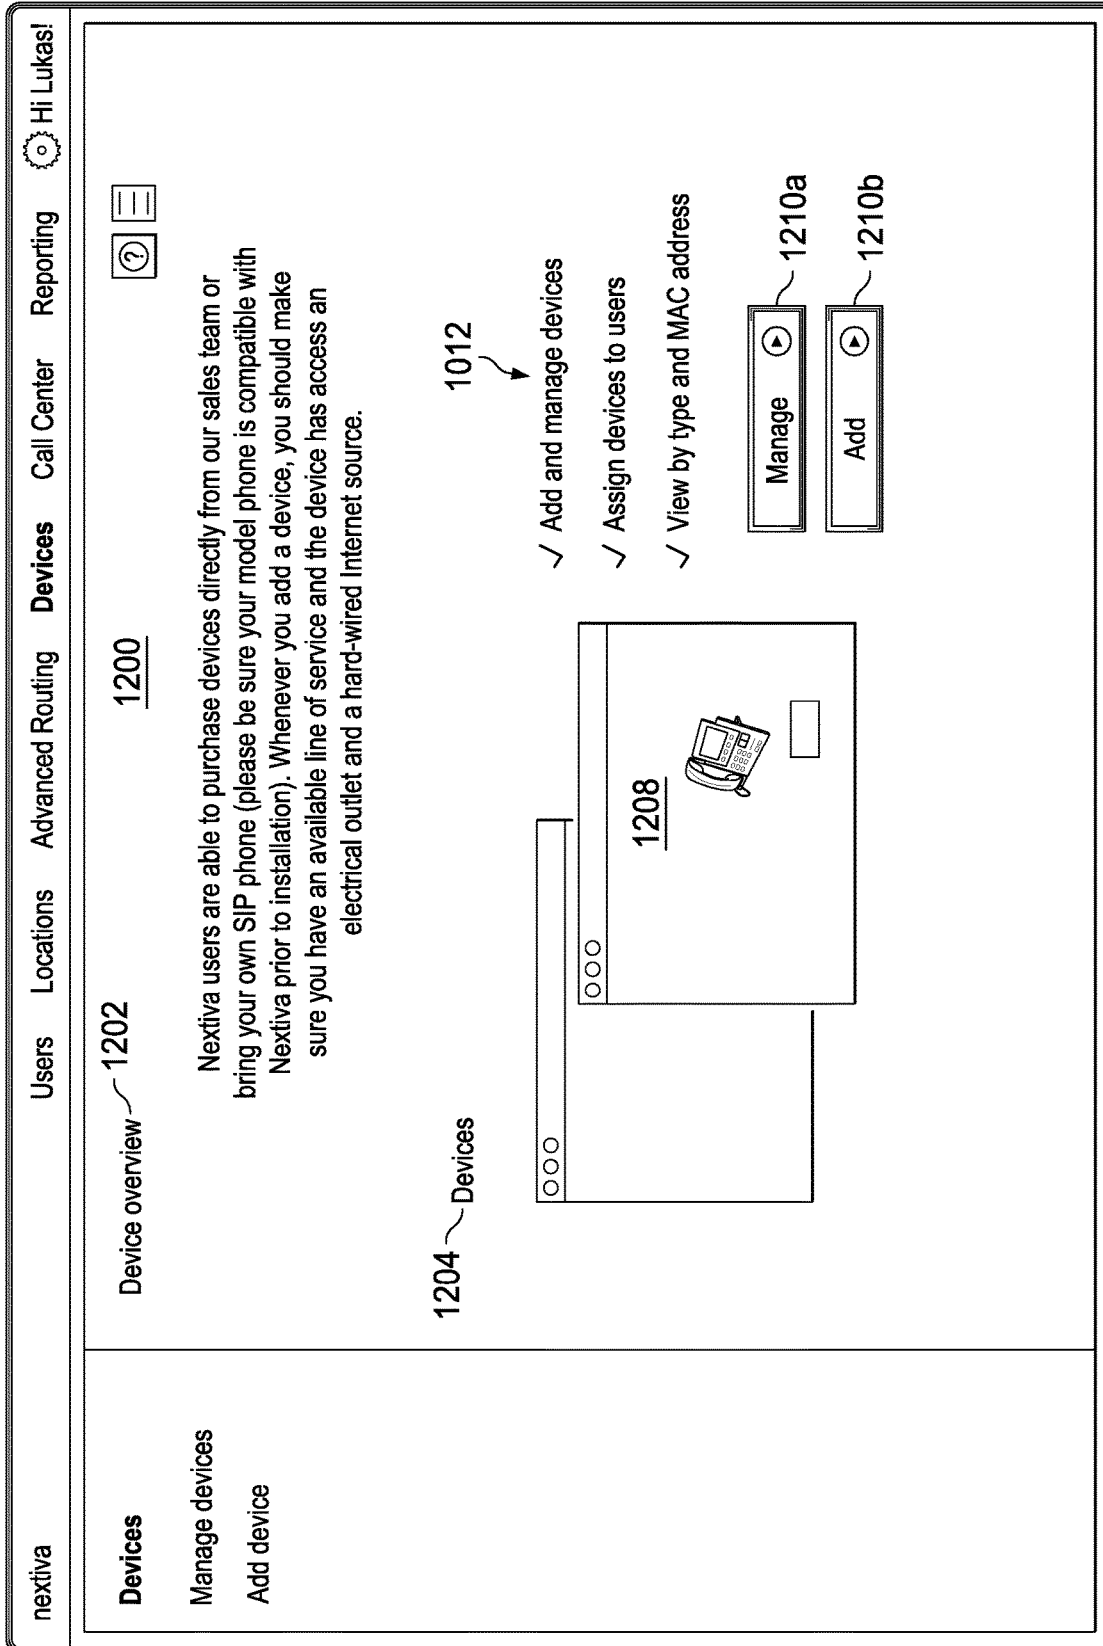 nextiva
Users Locations Advanced Routing Devices Call Center Reporting Hi Lukas!
Devices
Manage devices
Add device
Device overview 1202
1200
?
Nextiva users are able to purchase devices directly from our sales team or
bring your own SIP phone (please be sure your model phone is compatible with
Nextiva prior to installation). Whenever you add a device, you should make
sure you have an available line of service and the device has access an
electrical outlet and a hard-wired Internet source.
1204 Devices
1208
1012
✓ Add and manage devices
✓ Assign devices to users
✓ View by type and MAC address
Manage 1210a
Add 1210b